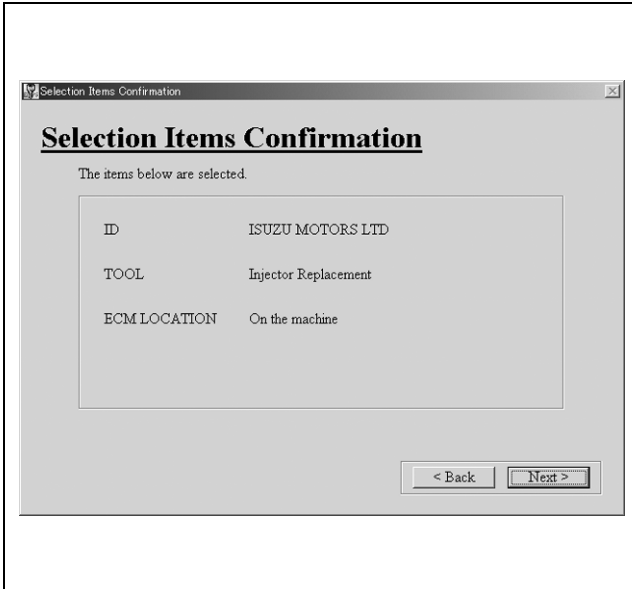 Selection Items Confirmation
Selection Items Confirmation
The items below are selected.
ID ISUZU MOTORS LTD
TOOL Injector Replacement
ECM LOCATION On the machine
< Back Next >